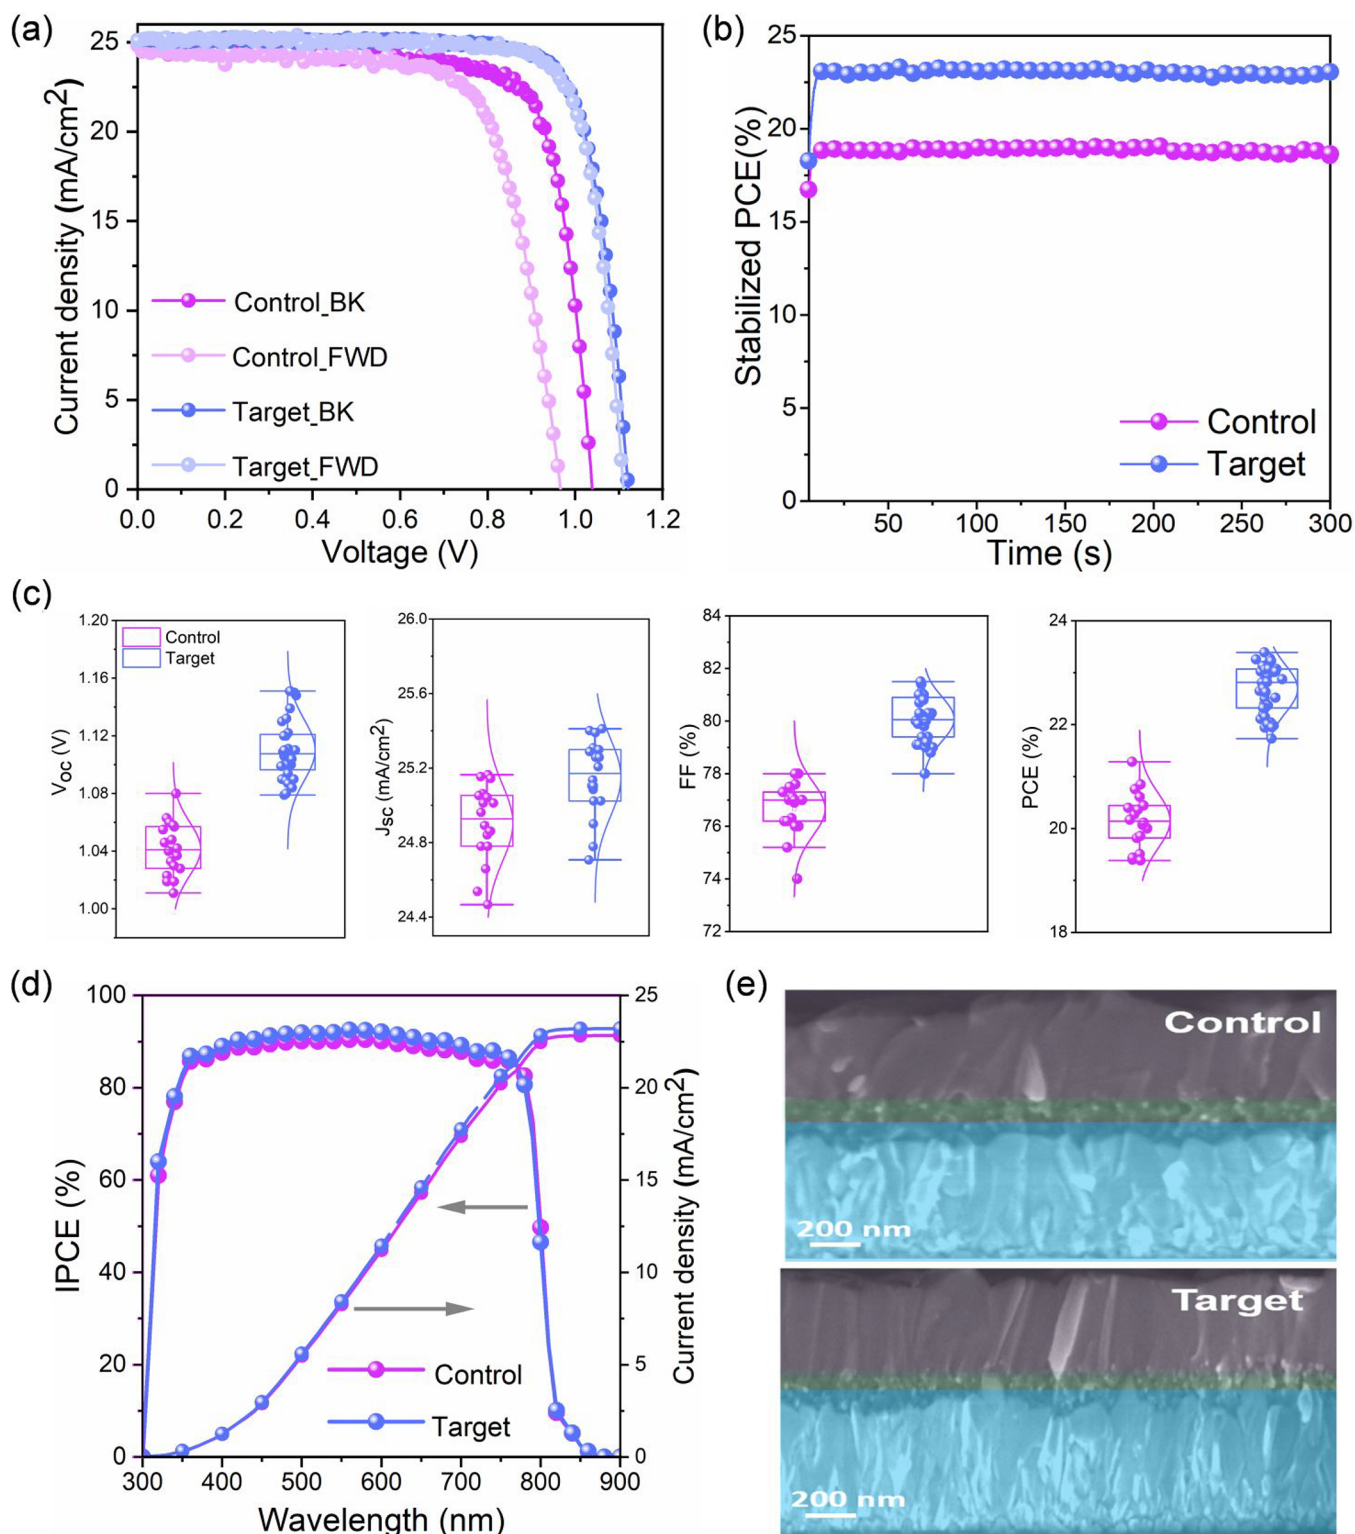 (a)
Current density (mA/cm2)
25
20
15
10
5
0
Control_BK
Control_FWD
Target_BK
Target_FWD
0.0 0.2 0.4 0.6 0.8 1.0 1.2
Voltage (V)
(b)
Stabilized PCE(%)
25
20
15
10
5
0
Control
Target
50 100 150 200 250 300
Time (s)
(c)
Voc (V)
1.20
1.16
1.12
1.08
1.04
1.00
Control
Target
Jsc (mA/cm2)
26.0
25.6
25.2
24.8
24.4
FF (%)
84
82
80
78
76
74
72
PCE (%)
24
22
20
18
(d)
IPCE (%)
100
80
60
40
20
0
Control
Target
25
20
15
10
5
0
Current density (mA/cm2)
300 400 500 600 700 800 900
Wavelength (nm)
(e)
Control
200 nm
Target
200 nm